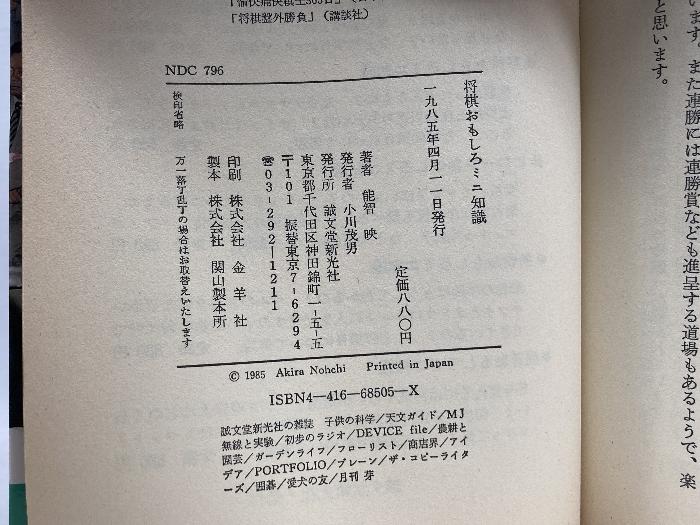 『将棋盤外勝負』（講談社）
NDC 796
将棋おもしろミニ知識
一九八五年四月一一日発行
定価八八〇円
著者 能智 映
発行者 小川茂男
発行所 誠文堂新光社
東京都千代田区神田錦町一-五-五
〒101 振替東京7-6294
☎03-292-1211
印刷 株式会社 金羊社
製本 株式会社 関山製本所
検印省略
万一落丁乱丁の場合はお取替えいたします
© 1985 Akira Nohchi Printed in Japan
ISBN4-416-68505-X
誠文堂新光社の雑誌 子供の科学/天文ガイド/MJ
無線と実験/初歩のラジオ/DEVICE file/農耕と
園芸/ガーデンライフ/フローリスト/商店界/アイ
デア/PORTFOLIO/ブレーン/ザ・コピーライタ
ーズ/囲碁/愛犬の友/月刊 芽
います。また連勝には連勝賞なども進呈する道場もあるようで、楽
と思います。